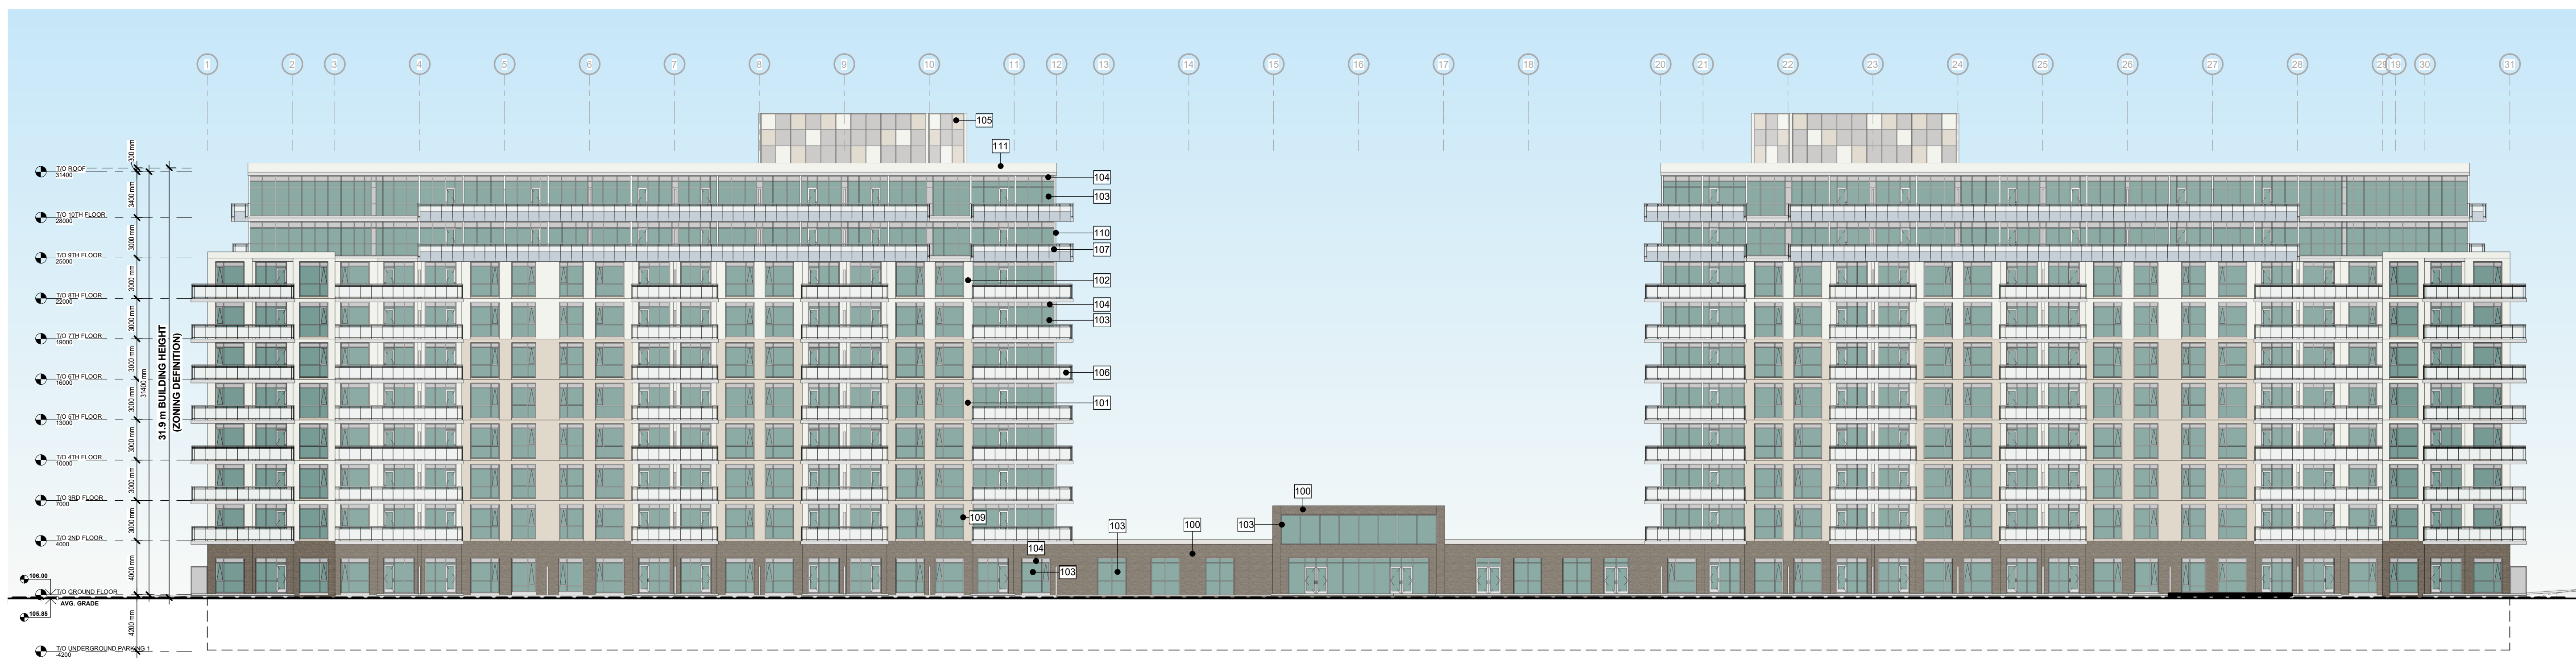 1 2 3 4 5 6 7 8 9 10 11 12 13 14 15 16 17 18 20 21 22 23 24 25 26 27 28 29 19 30 31
105
111
300 mm
T/O ROOF
31400
104
103
3400 mm
T/O 10TH FLOOR
28000
110
107
3000 mm
T/O 9TH FLOOR
25000
102
3000 mm
T/O 8TH FLOOR
22000
104
103
3000 mm
T/O 7TH FLOOR
19000
106
3000 mm
T/O 6TH FLOOR
16000
101
3000 mm
T/O 5TH FLOOR
13000
3000 mm
T/O 4TH FLOOR
10000
3000 mm
T/O 3RD FLOOR
7000
3000 mm
T/O 2ND FLOOR
4000
31400 mm
31.9 m BUILDING HEIGHT
(ZONING DEFINITION)
100
103
109
103
100
104
103
4000 mm
106.00
T/O GROUND FLOOR
AVG. GRADE
105.85
4200 mm
T/O UNDERGROUND PARKING 1
-4200